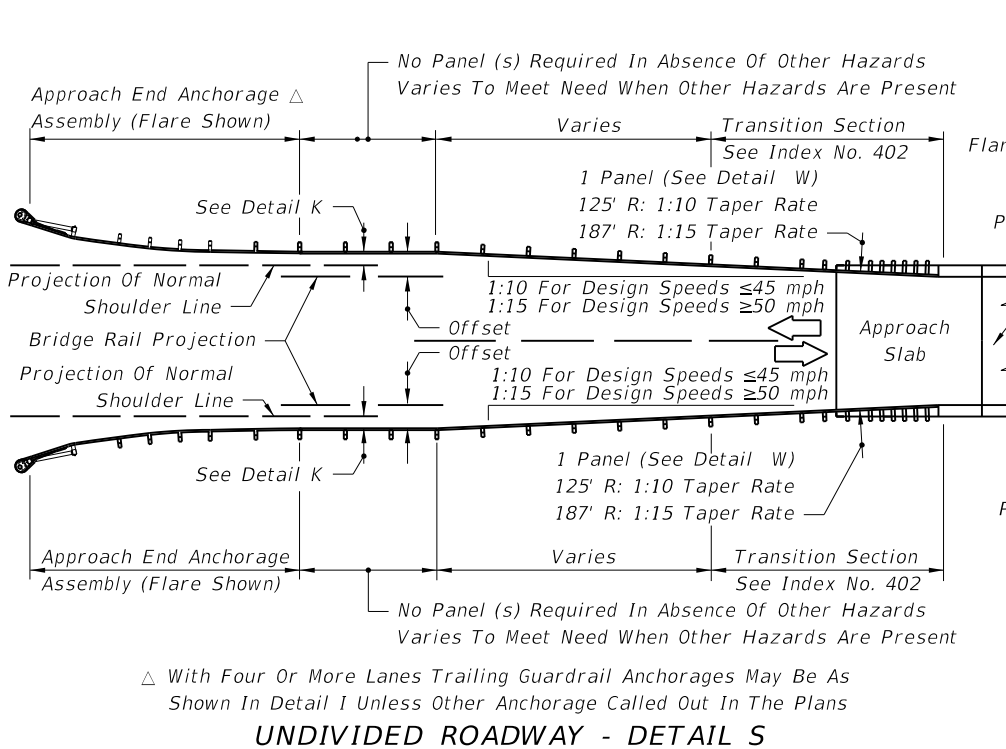 No Panel (s) Required In Absence Of Other Hazards
Varies To Meet Need When Other Hazards Are Present
Approach End Anchorage △
Assembly (Flare Shown)
Varies
Transition Section
See Index No. 402
1 Panel (See Detail W)
125' R: 1:10 Taper Rate
187' R: 1:15 Taper Rate
See Detail K
Projection Of Normal
Shoulder Line
1:10 For Design Speeds ≤45 mph
1:15 For Design Speeds ≥50 mph
Offset
Bridge Rail Projection
Approach
Slab
Offset
Projection Of Normal
Shoulder Line
1:10 For Design Speeds ≤45 mph
1:15 For Design Speeds ≥50 mph
See Detail K
1 Panel (See Detail W)
125' R: 1:10 Taper Rate
187' R: 1:15 Taper Rate
Approach End Anchorage
Assembly (Flare Shown)
Varies
Transition Section
See Index No. 402
No Panel (s) Required In Absence Of Other Hazards
Varies To Meet Need When Other Hazards Are Present
△ With Four Or More Lanes Trailing Guardrail Anchorages May Be As
Shown In Detail I Unless Other Anchorage Called Out In The Plans
UNDIVIDED ROADWAY - DETAIL S